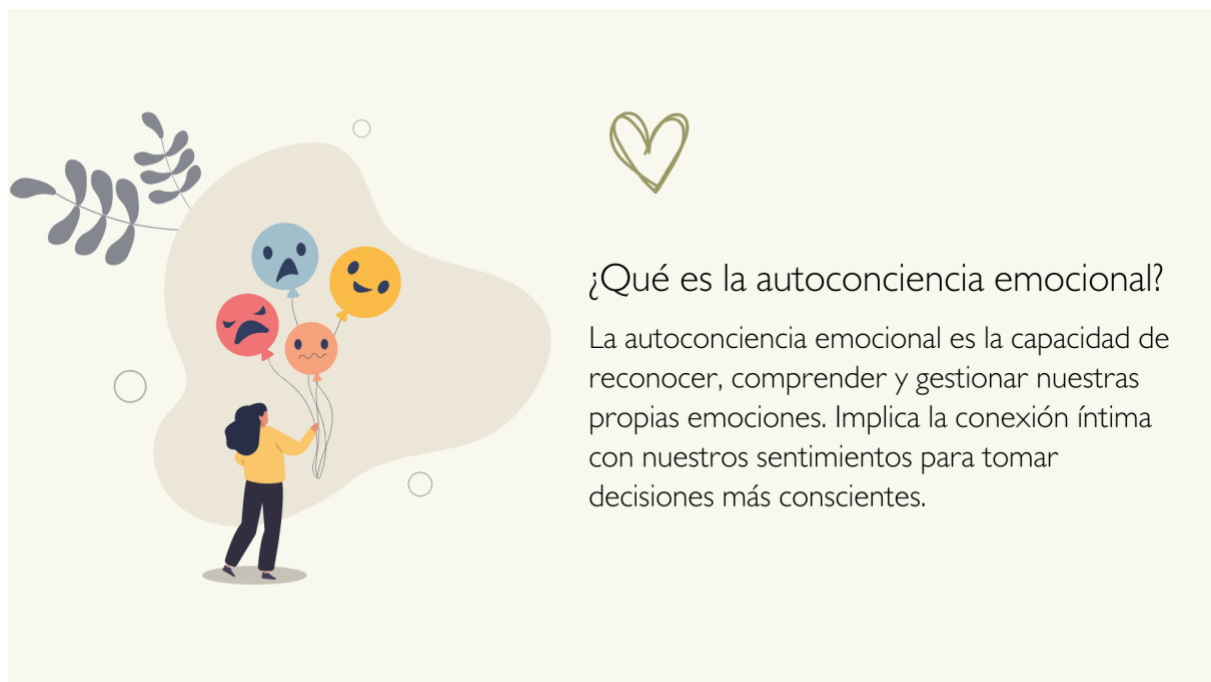 ¿Qué es la autoconciencia emocional?
La autoconciencia emocional es la capacidad de
reconocer, comprender y gestionar nuestras
propias emociones. Implica la conexión íntima
con nuestros sentimientos para tomar
decisiones más conscientes.